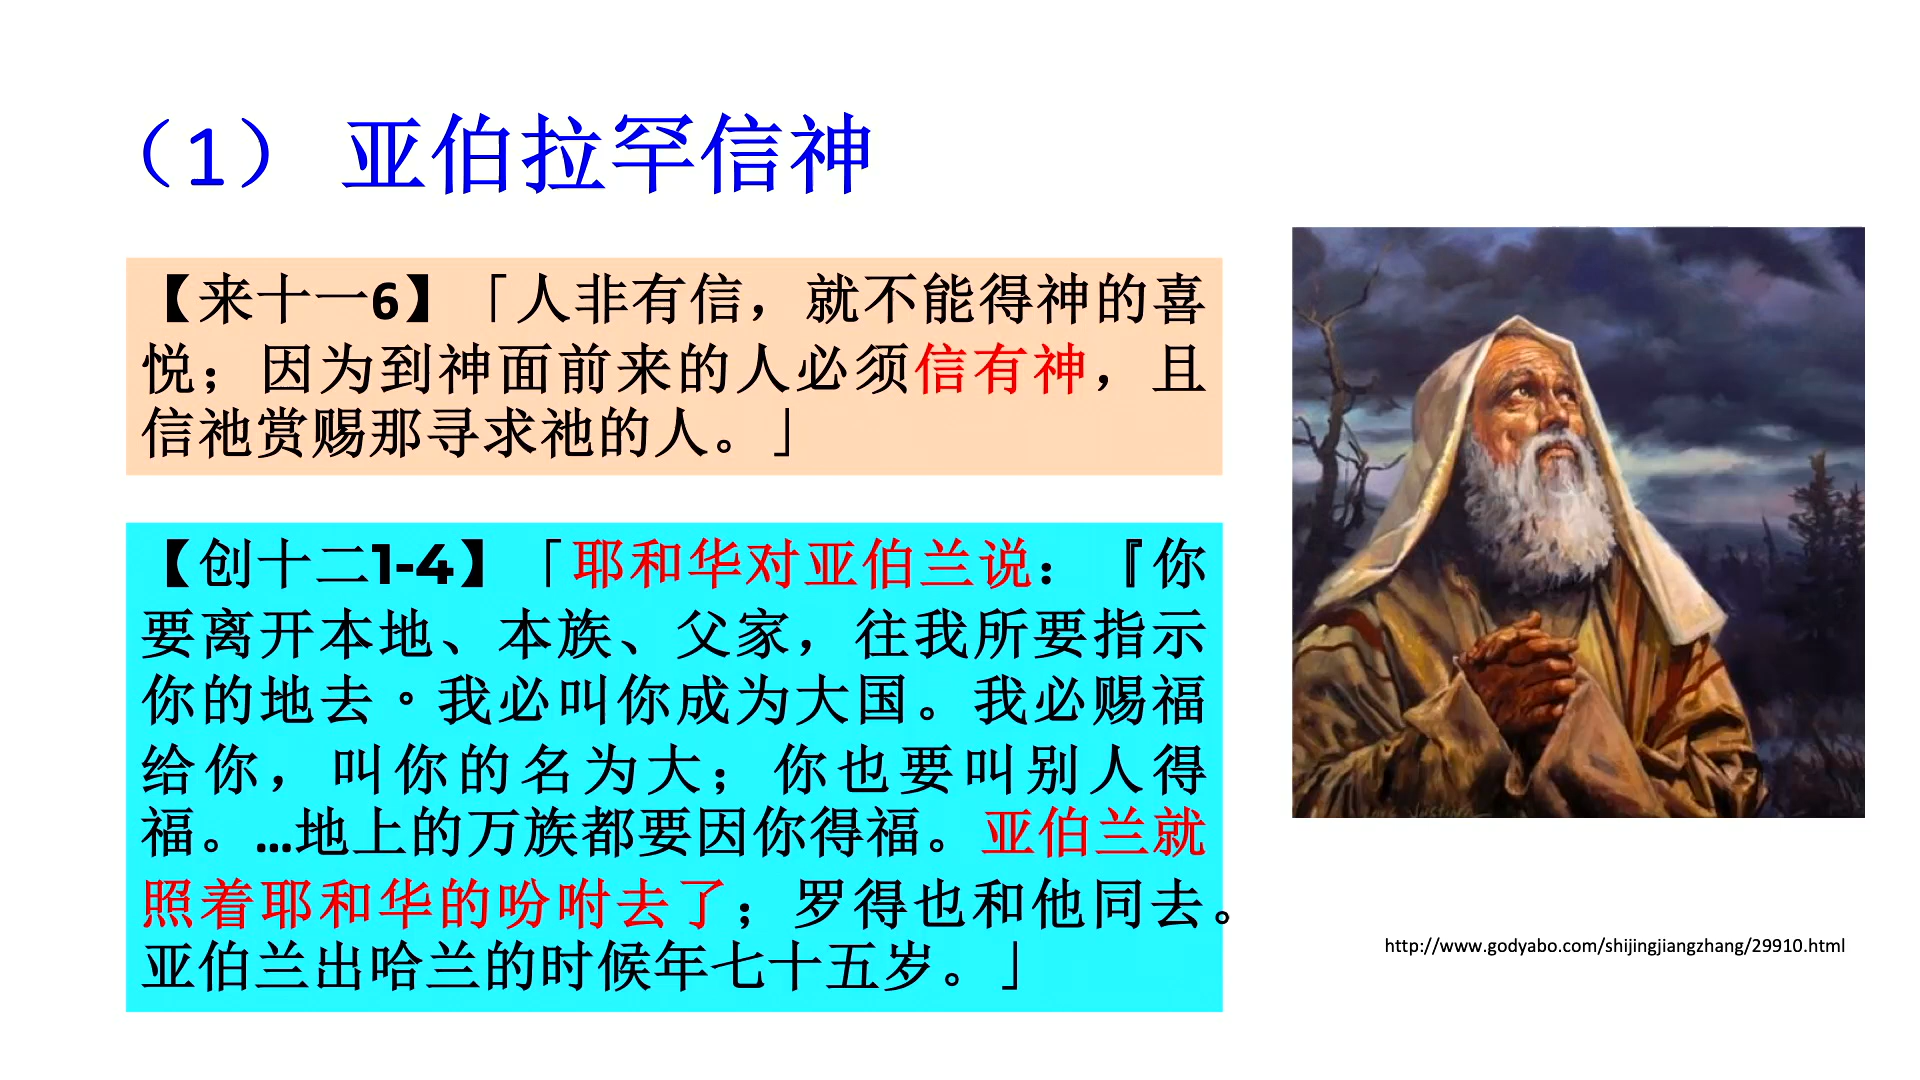 （1） 亚伯拉罕信神
【来十一6】「人非有信，就不能得神的喜
悦；因为到神面前来的人必须信有神，且
信祂赏赐那寻求祂的人。」
【创十二1-4】「耶和华对亚伯兰说：『你
要离开本地、本族、父家，往我所要指示
你的地去。我必叫你成为大国。我必赐福
给你，叫你的名为大；你也要叫别人得
福。…地上的万族都要因你得福。亚伯兰就
照着耶和华的吩咐去了；罗得也和他同去。
亚伯兰出哈兰的时候年七十五岁。」
http://www.godyabo.com/shijingjiangzhang/29910.html